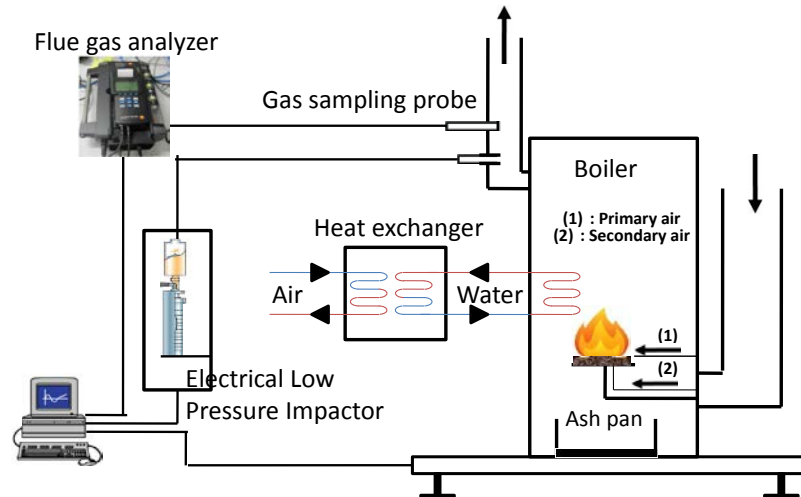 Flue gas analyzer
Gas sampling probe
Boiler
(1) : Primary air
(2) : Secondary air
Heat exchanger
Air
Water
(1)
(2)
Electrical Low
Pressure Impactor
Ash pan